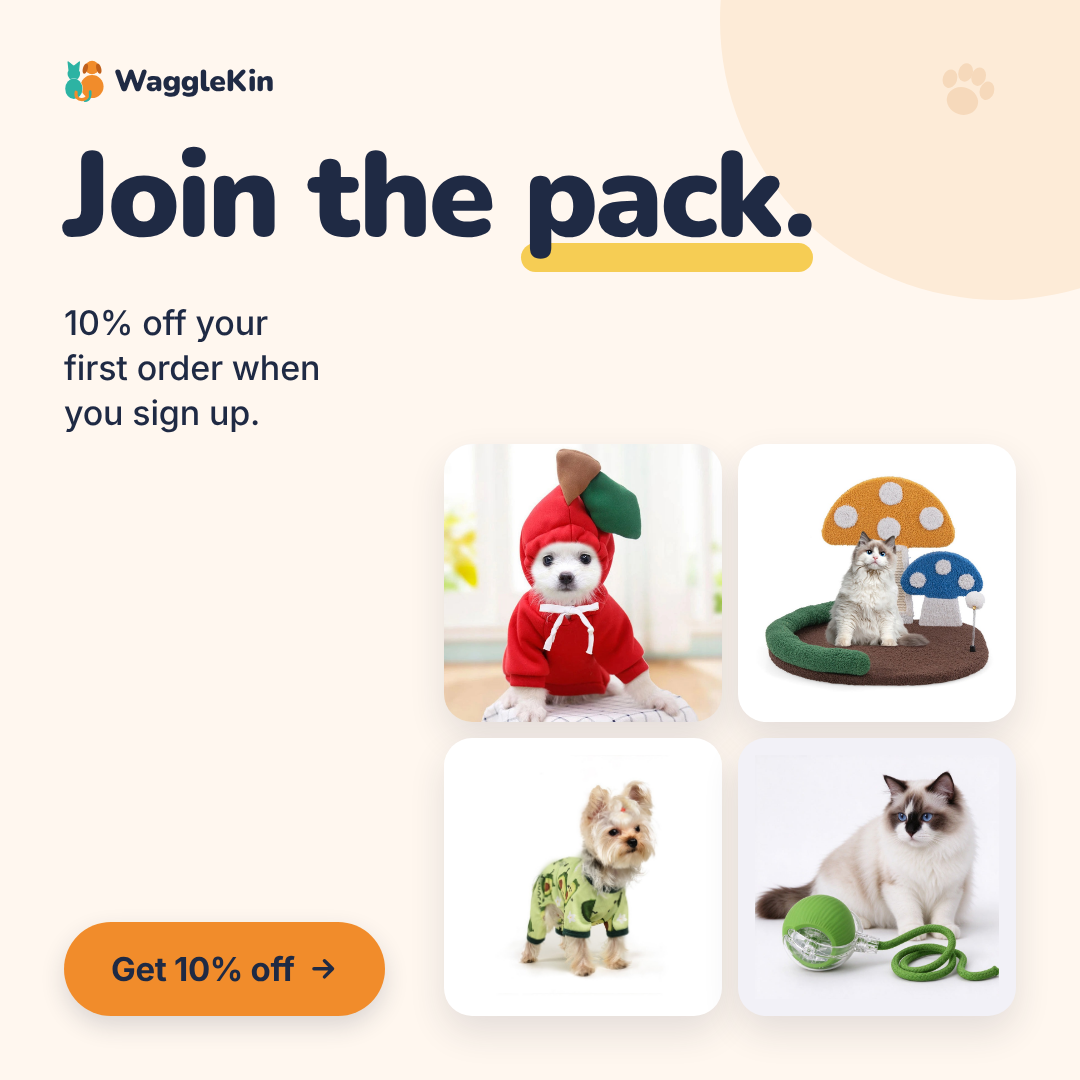 WaggleKin
Join the pack.
10% off your
first order when
you sign up.
Get 10% off →